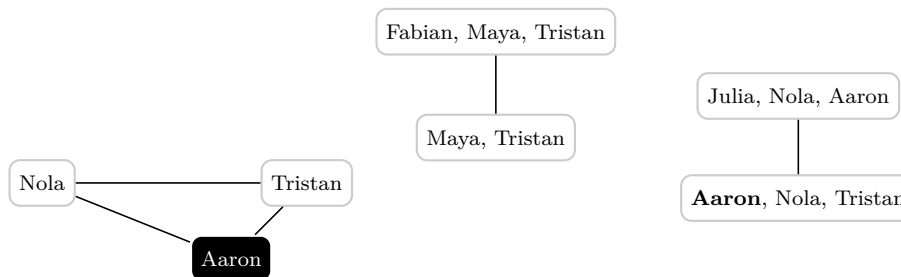 Fabian, Maya, Tristan
Julia, Nola, Aaron
Maya, Tristan
Nola
Tristan
Aaron, Nola, Tristan
Aaron